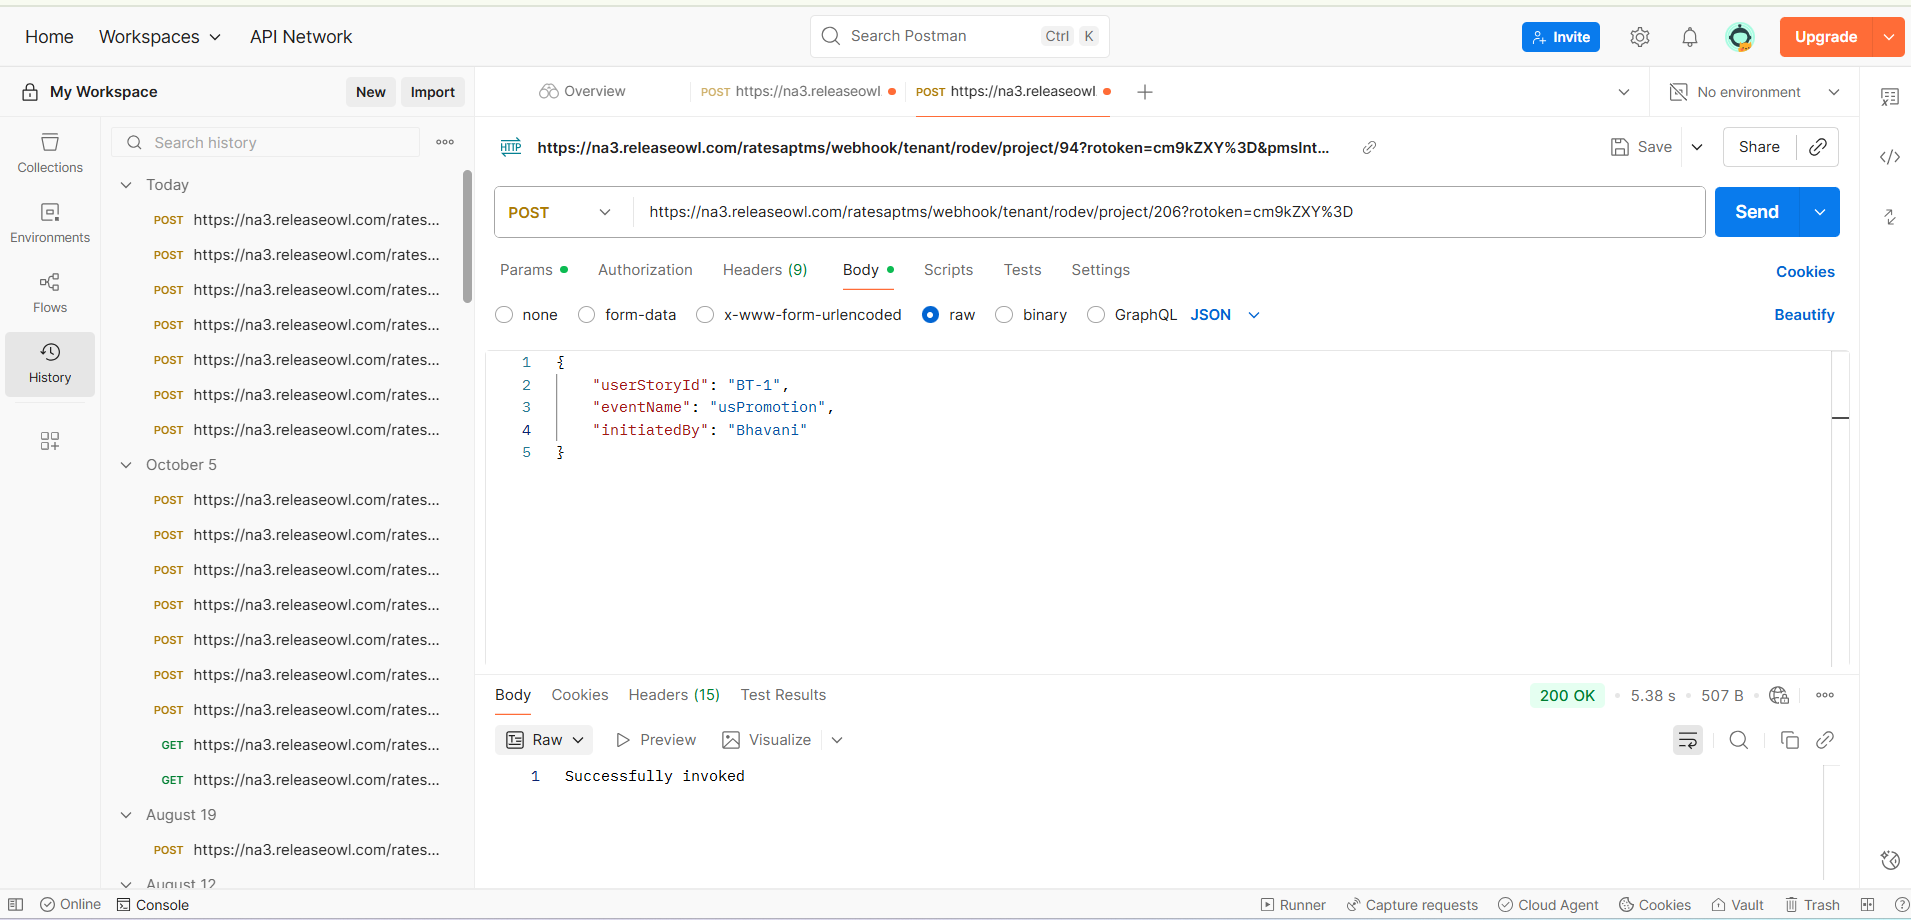 Home Workspaces API Network Search Postman Ctrl K Invite Upgrade
My Workspace New Import Overview POST https://na3.releaseowl. POST https://na3.releaseowl. No environment
Collections
Environments
Flows
History
Search history
Today
POST https://na3.releaseowl.com/rates...
POST https://na3.releaseowl.com/rates...
POST https://na3.releaseowl.com/rates...
POST https://na3.releaseowl.com/rates...
POST https://na3.releaseowl.com/rates...
POST https://na3.releaseowl.com/rates...
POST https://na3.releaseowl.com/rates...
October 5
POST https://na3.releaseowl.com/rates...
POST https://na3.releaseowl.com/rates...
POST https://na3.releaseowl.com/rates...
POST https://na3.releaseowl.com/rates...
POST https://na3.releaseowl.com/rates...
POST https://na3.releaseowl.com/rates...
POST https://na3.releaseowl.com/rates...
GET https://na3.releaseowl.com/rates...
GET https://na3.releaseowl.com/rates...
August 19
POST https://na3.releaseowl.com/rates...
August 12
HTTP https://na3.releaseowl.com/ratesaptms/webhook/tenant/rodev/project/94?rotoken=cm9kZXY%3D&pmsInt... Save Share
POST https://na3.releaseowl.com/ratesaptms/webhook/tenant/rodev/project/206?rotoken=cm9kZXY%3D Send
Params Authorization Headers (9) Body Scripts Tests Settings Cookies
none form-data x-www-form-urlencoded raw binary GraphQL JSON Beautify
1 {
2 "userStoryId": "BT-1",
3 "eventName": "usPromotion",
4 "initiatedBy": "Bhavani"
5 }
Body Cookies Headers (15) Test Results 200 OK 5.38 s 507 B
Raw Preview Visualize
1 Successfully invoked
Online Console Runner Capture requests Cloud Agent Cookies Vault Trash